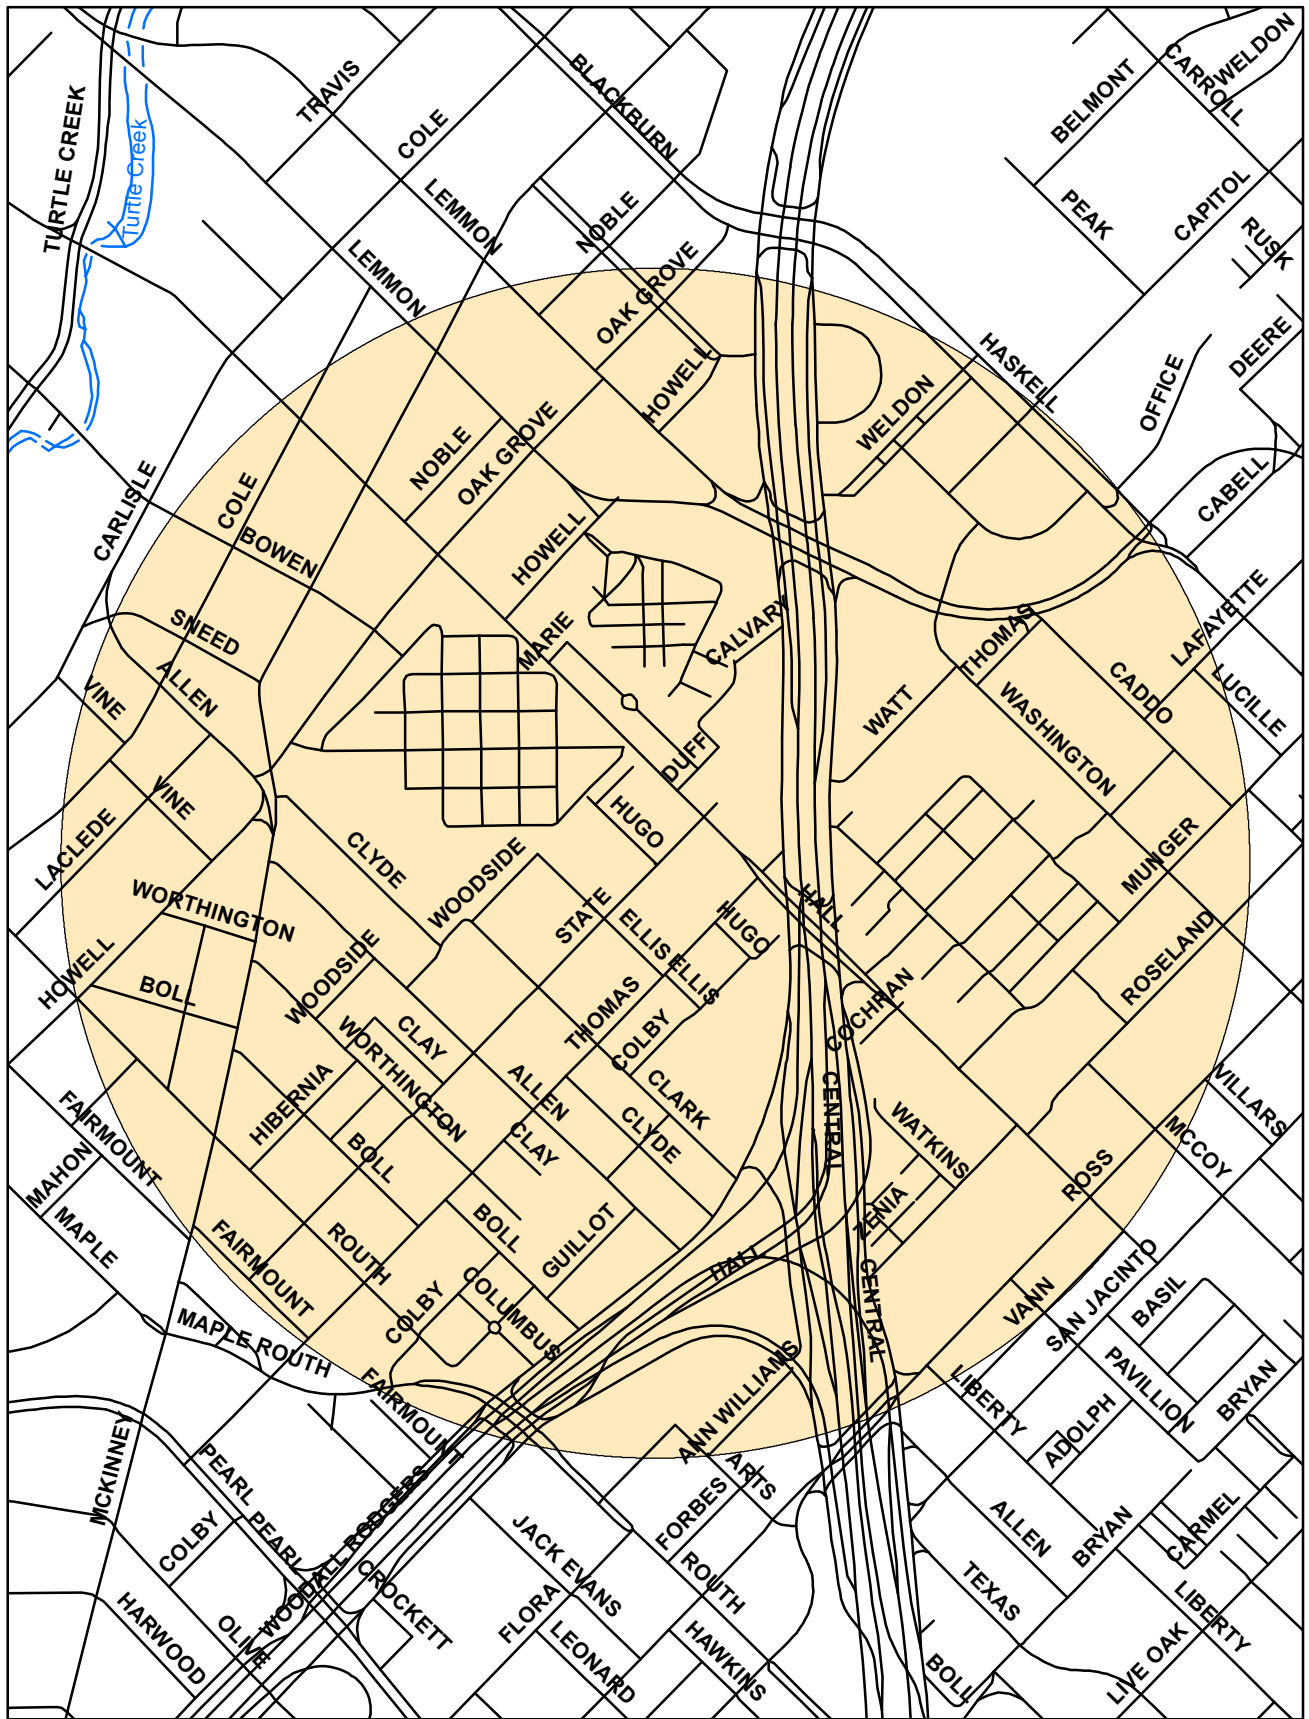 WELDON
CARROLL
BLACKBURN
TRAVIS
BELMONT
COLE
TURTLE CREEK
Turtle Creek
LEMMON
NOBLE
PEAK
CAPITOL
RUSK
LEMMON
OAK GROVE
HASKELL
DEERE
HOWELL
OFFICE
WELDON
NOBLE
OAK GROVE
CARLISLE
COLE
CABELL
BOWEN
HOWELL
SNEED
MARIE
CALVARY
THOMAS
LAFAYETTE
ALLEN
VINE
WATT
CADDO
LUCILLE
WASHINGTON
DUFF
VINE
HUGO
LACLEDE
CLYDE
WOODSIDE
MUNGER
WORTHINGTON
STATE
ELLIS
ELLIS
HUGO
HALL
HOWELL
BOLL
WOODSIDE
ROSELAND
THOMAS
COLBY
COCHRAN
CLAY
WORTHINGTON
HIBERNIA
ALLEN
CLARK
CENTRAL
FAIRMOUNT
CLYDE
WATKINS
VILLARS
MAHON
BOLL
CLAY
MCCOY
ROSS
MAPLE
FAIRMOUNT
ROUTH
BOLL
GUILLOT
ZENIA
HALL
COLBY
COLUMBUS
CENTRAL
VANN
SAN JACINTO
BASIL
MAPLE ROUTH
FAIRMOUNT
ANN WILLIAMS
LIBERTY
PAVILLION
BRYAN
ADOLPH
MCKINNEY
PEARL
ARTS
FORBES
COLBY
PEARL
WOODALL RODGERS
JACK EVANS
ALLEN
BRYAN
CARMEL
CROCKETT
ROUTH
TEXAS
HARWOOD
OLIVE
FLORA
LEONARD
HAWKINS
LIBERTY
LIVE OAK
BOLL